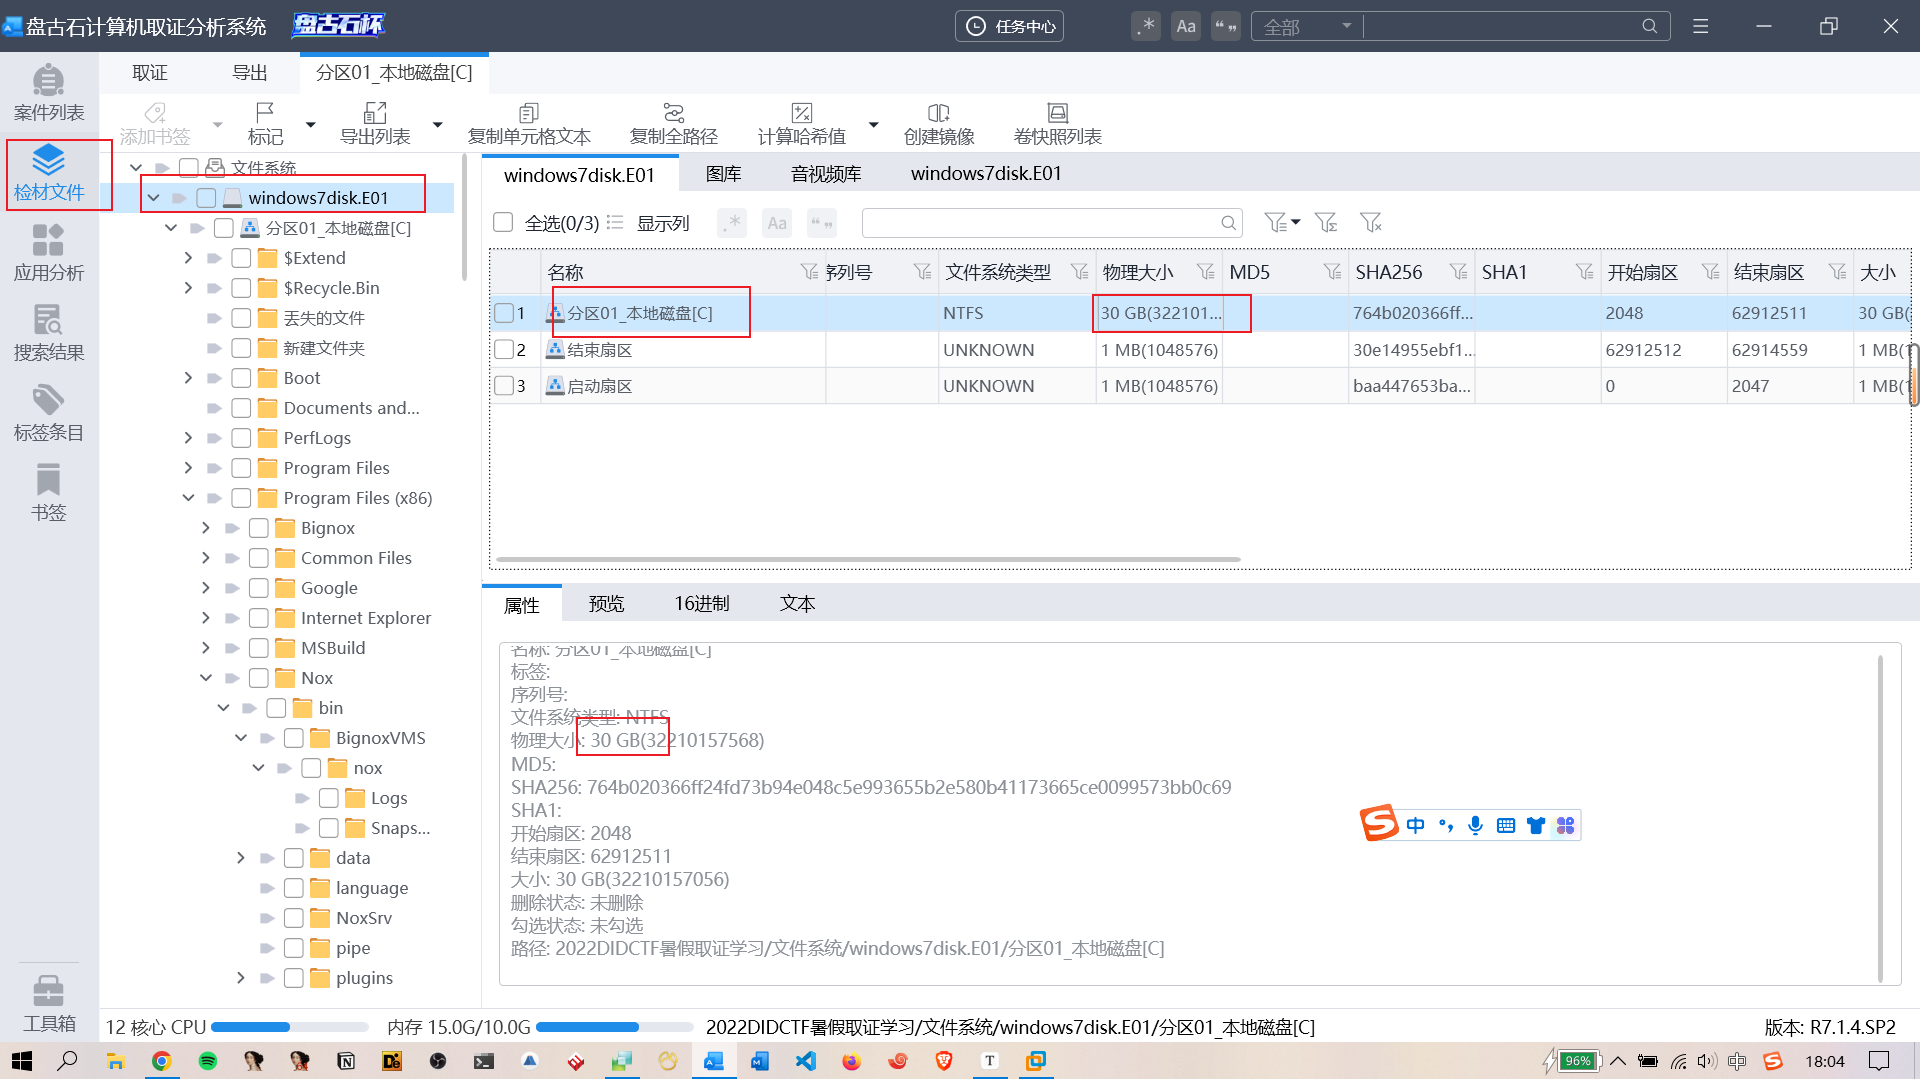 盘古石计算机取证分析系统
盘古石杯
任务中心
.*
Aa
“ ”
全部
案件列表
检材文件
应用分析
搜索结果
标签条目
书签
工具箱
取证
导出
分区01_本地磁盘[C]
添加书签
标记
导出列表
复制单元格文本
复制全路径
计算哈希值
创建镜像
卷快照列表
文件系统
windows7disk.E01
分区01_本地磁盘[C]
$Extend
$Recycle.Bin
丢失的文件
新建文件夹
Boot
Documents and...
PerfLogs
Program Files
Program Files (x86)
Bignox
Common Files
Google
Internet Explorer
MSBuild
Nox
bin
BignoxVMS
nox
Logs
Snaps...
data
language
NoxSrv
pipe
plugins
windows7disk.E01
图库
音视频库
windows7disk.E01
全选(0/3)
显示列
.*
Aa
“ ”
名称 序列号 文件系统类型 物理大小 MD5 SHA256 SHA1 开始扇区 结束扇区 大小
1 分区01_本地磁盘[C] NTFS 30 GB(322101... 764b020366ff... 2048 62912511 30 GB(
2 结束扇区 UNKNOWN 1 MB(1048576) 30e14955ebf1... 62912512 62914559 1 MB(1
3 启动扇区 UNKNOWN 1 MB(1048576) baa447653ba... 0 2047 1 MB(1
属性
预览
16进制
文本
名称: 分区01_本地磁盘[C]
标签:
序列号:
文件系统类型: NTFS
物理大小: 30 GB(32210157568)
MD5:
SHA256: 764b020366ff24fd73b94e048c5e993655b2e580b41173665ce0099573bb0c69
SHA1:
开始扇区: 2048
结束扇区: 62912511
大小: 30 GB(32210157056)
删除状态: 未删除
勾选状态: 未勾选
路径: 2022DIDCTF暑假取证学习/文件系统/windows7disk.E01/分区01_本地磁盘[C]
S 中
12 核心 CPU
内存 15.0G/10.0G
2022DIDCTF暑假取证学习/文件系统/windows7disk.E01/分区01_本地磁盘[C]
版本: R7.1.4.SP2
96%
中
18:04